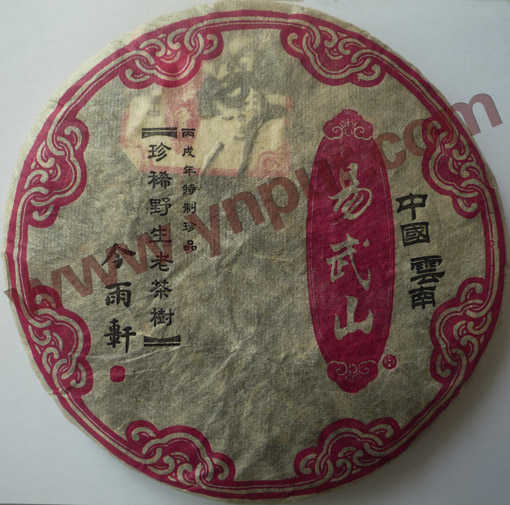 中國雲南
易武山
丙戌年特制珍品
【珍稀野生老茶樹】
今雨軒
www.ynpu.com